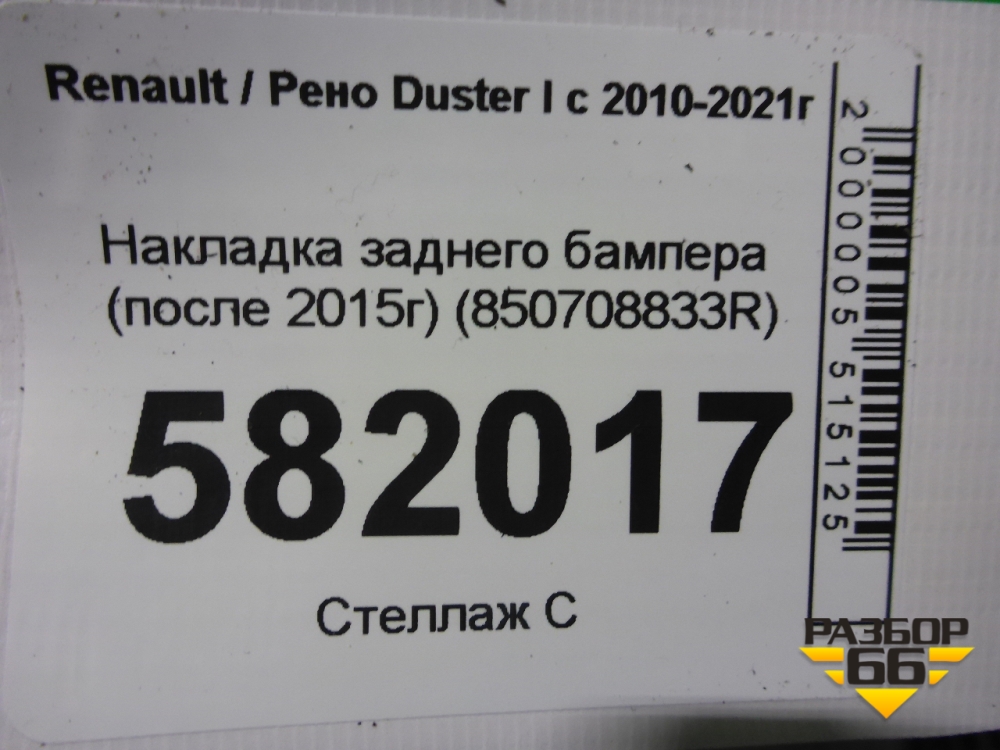 Renault / Рено Duster I с 2010-2021г
Накладка заднего бампера
(после 2015г) (850708833R)
582017
Стеллаж С
2000005515125
РАЗБОР
66